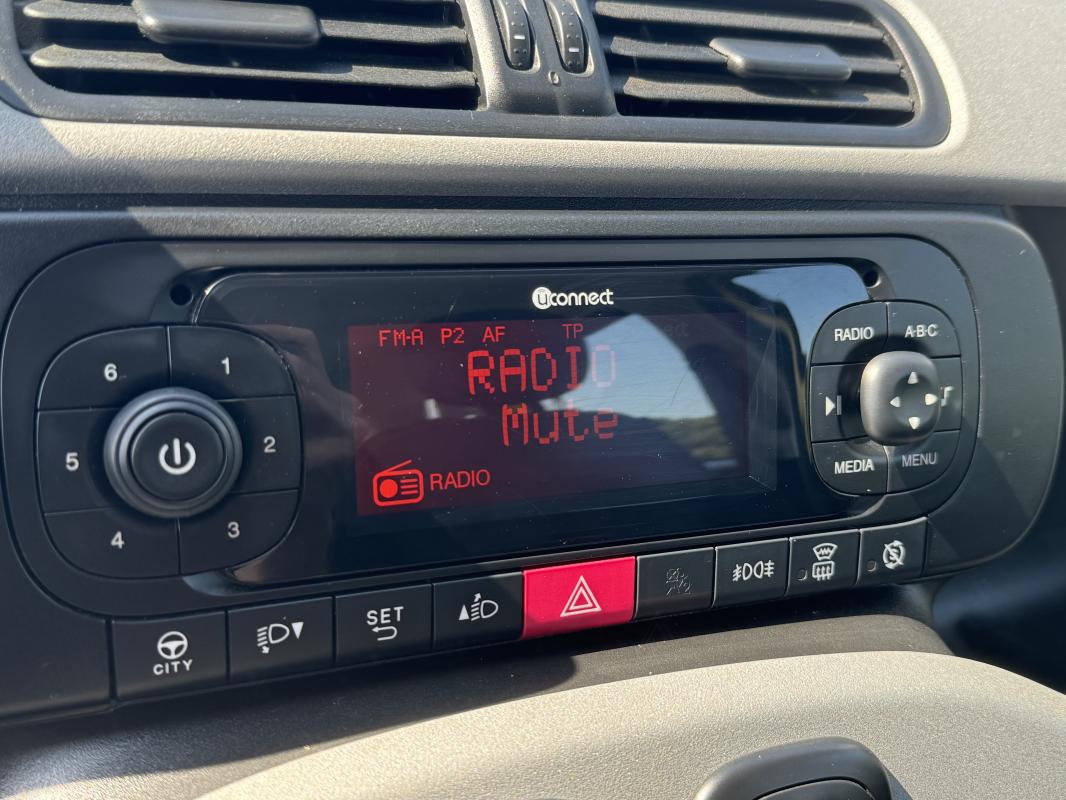 uconnect
FM-A P2 AF TP
RADIO
Mute
RADIO
6
1
5
2
4
3
RADIO
A·B·C
MEDIA
MENU
CITY
SET
0